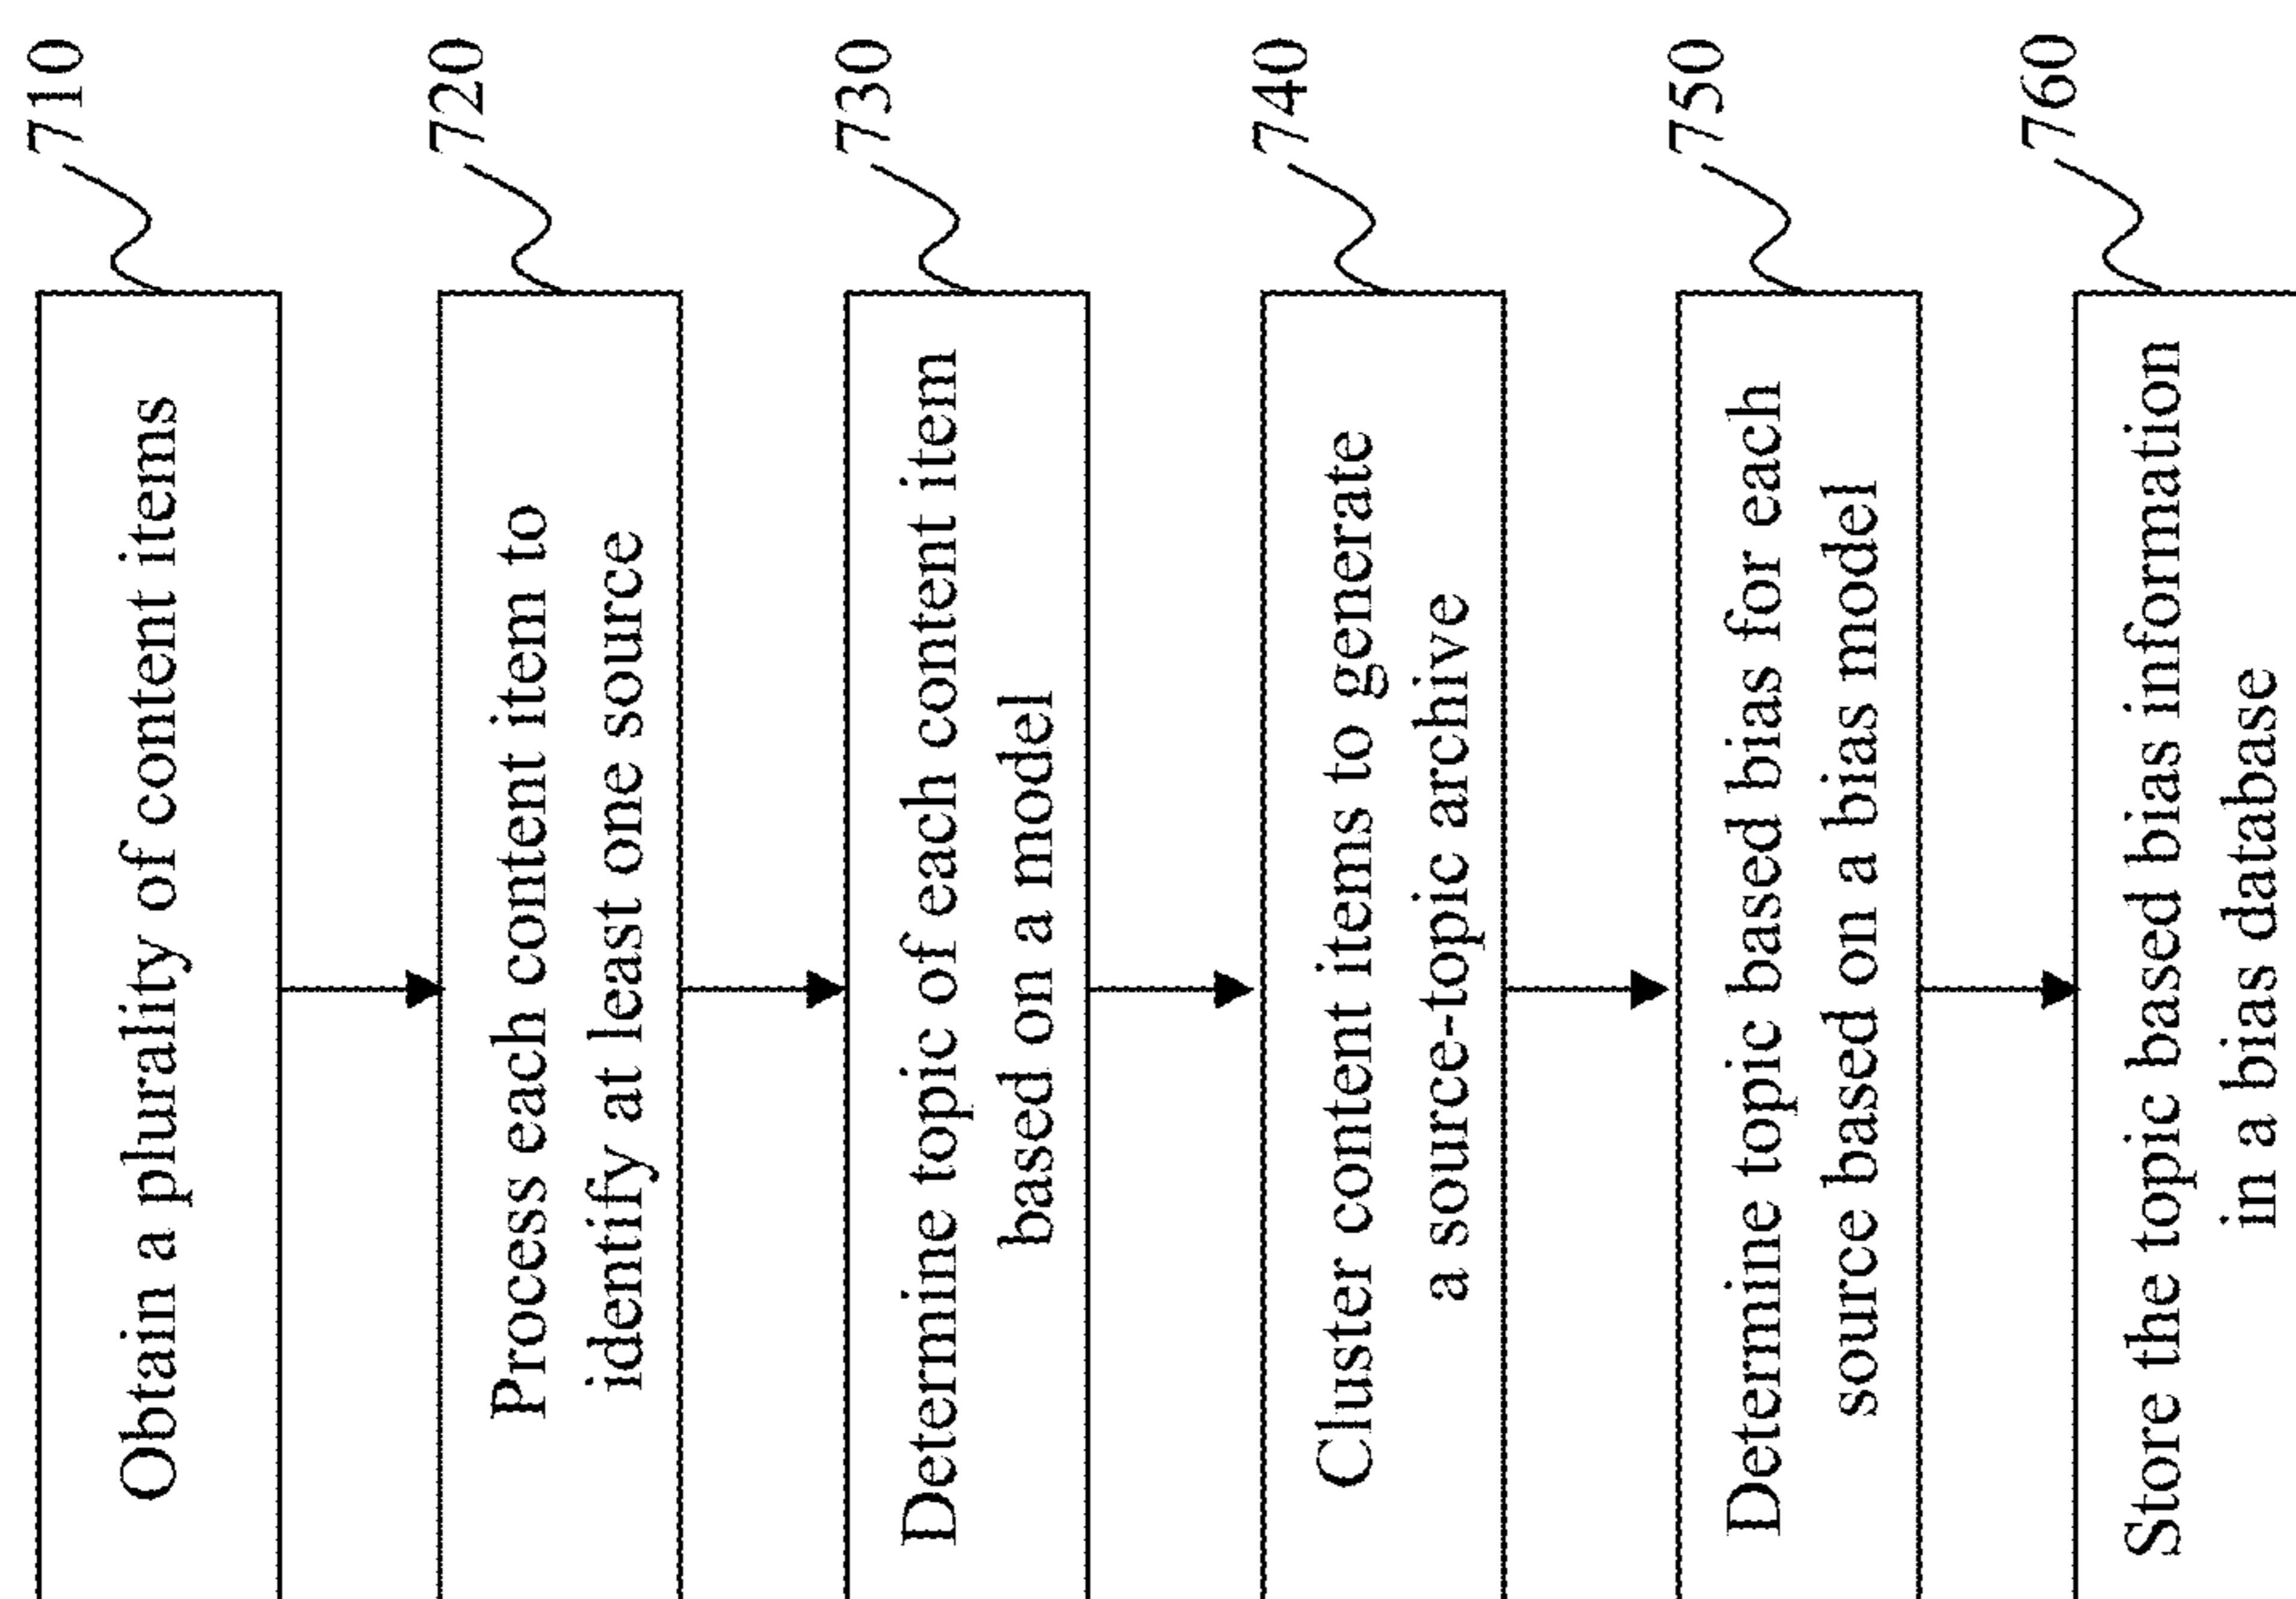 710
Obtain a plurality of content items
720
Process each content item to
identify at least one source
730
Determine topic of each content item
based on a model
740
Cluster content items to generate
a source-topic archive
750
Determine topic based bias for each
source based on a bias model
760
Store the topic based bias information
in a bias database